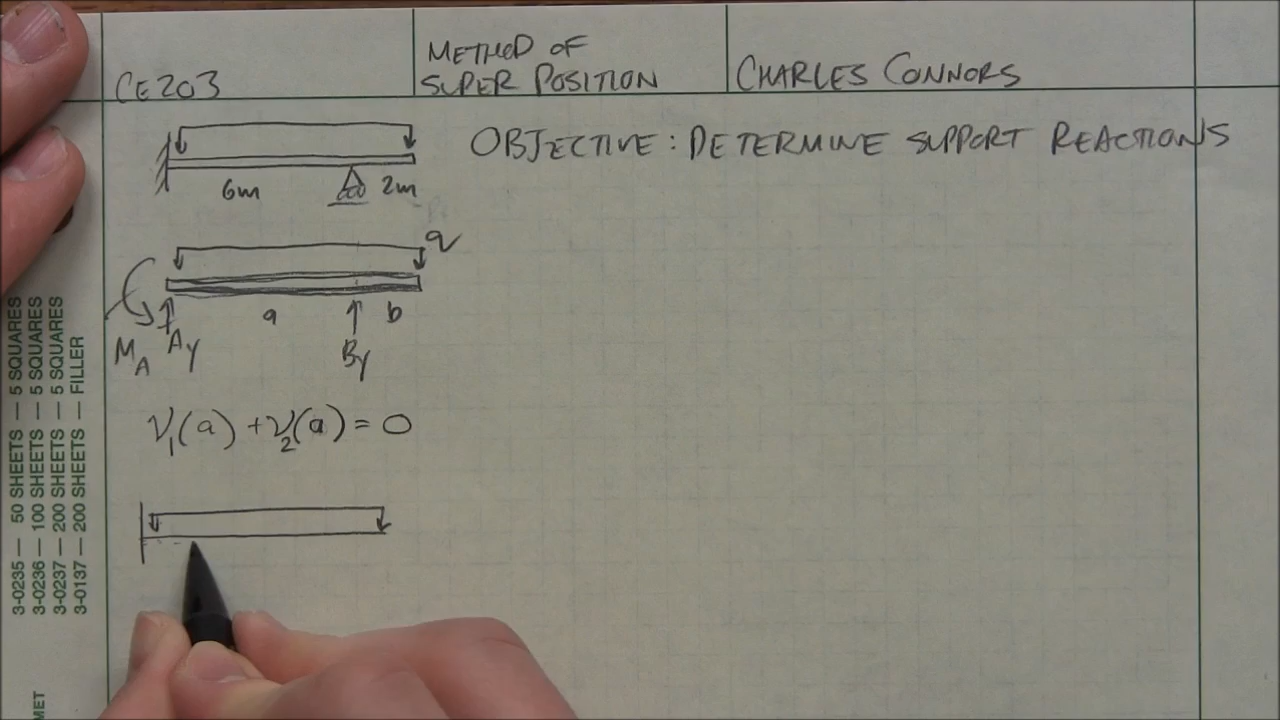 CE203
METHOD OF
SUPER POSITION
CHARLES CONNORS
OBJECTIVE: DETERMINE SUPPORT REACTIONS
6m 2m
q
a b
MA Ay By
v1(a) + v2(a) = 0
3-0235 — 50 SHEETS — 5 SQUARES
3-0236 — 100 SHEETS — 5 SQUARES
3-0237 — 200 SHEETS — 5 SQUARES
3-0137 — 200 SHEETS — FILLER
MET